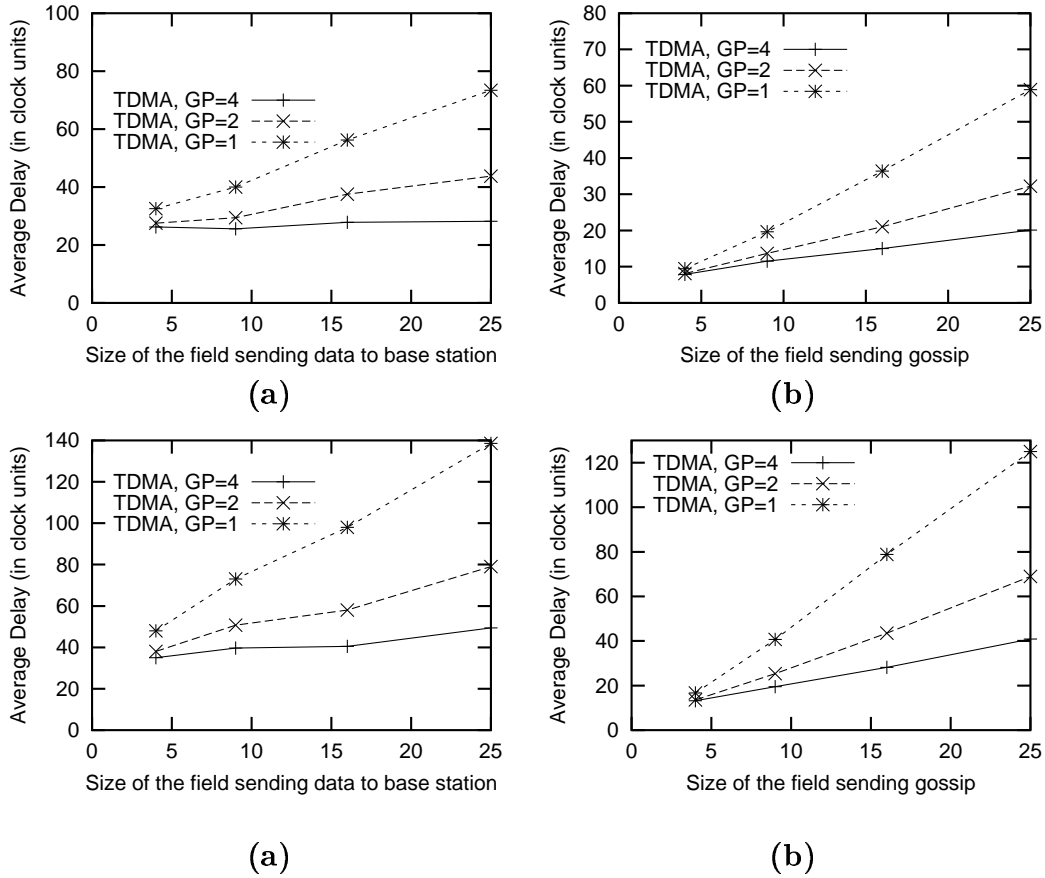 100
80
60
40
20
0
0 5 10 15 20 25
Average Delay (in clock units)
Size of the field sending data to base station
TDMA, GP=4
TDMA, GP=2
TDMA, GP=1
(a)
80
70
60
50
40
30
20
10
0
0 5 10 15 20 25
Average Delay (in clock units)
Size of the field sending gossip
TDMA, GP=4
TDMA, GP=2
TDMA, GP=1
(b)
140
120
100
80
60
40
20
0
0 5 10 15 20 25
Average Delay (in clock units)
Size of the field sending data to base station
TDMA, GP=4
TDMA, GP=2
TDMA, GP=1
(a)
120
100
80
60
40
20
0
0 5 10 15 20 25
Average Delay (in clock units)
Size of the field sending gossip
TDMA, GP=4
TDMA, GP=2
TDMA, GP=1
(b)